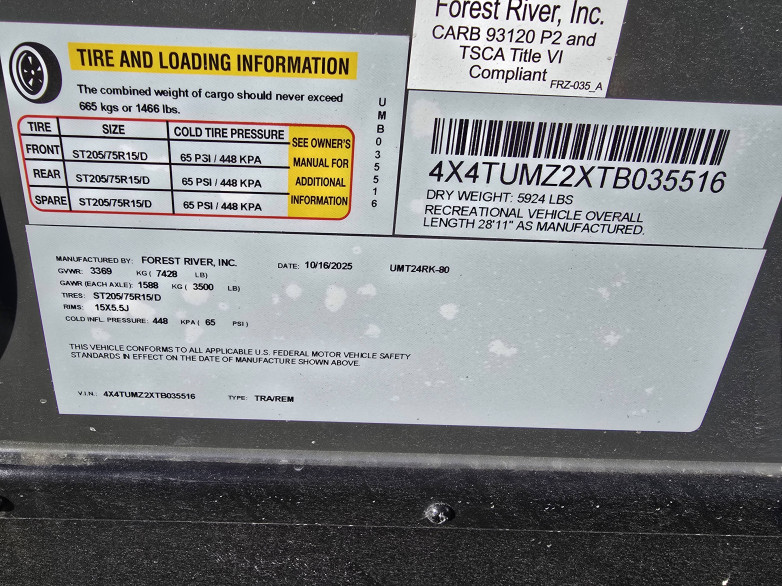 Forest River, Inc.
CARB 93120 P2 and
TSCA Title VI
Compliant
FRZ-035_A
TIRE AND LOADING INFORMATION
The combined weight of cargo should never exceed
665 kgs or 1466 lbs.
TIRE SIZE COLD TIRE PRESSURE
FRONT ST205/75R15/D 65 PSI / 448 KPA
REAR ST205/75R15/D 65 PSI / 448 KPA
SPARE ST205/75R15/D 65 PSI / 448 KPA
SEE OWNER'S
MANUAL FOR
ADDITIONAL
INFORMATION
UMB035516
4X4TUMZ2XTB035516
DRY WEIGHT: 5924 LBS
RECREATIONAL VEHICLE OVERALL
LENGTH 28'11" AS MANUFACTURED.
MANUFACTURED BY: FOREST RIVER, INC. DATE: 10/16/2025 UMT24RK-80
GVWR: 3369 KG ( 7428 LB)
GAWR (EACH AXLE): 1588 KG ( 3500 LB)
TIRES: ST205/75R15/D
RIMS: 15X5.5J
COLD INFL. PRESSURE: 448 KPA ( 65 PSI )
THIS VEHICLE CONFORMS TO ALL APPLICABLE U.S. FEDERAL MOTOR VEHICLE SAFETY
STANDARDS IN EFFECT ON THE DATE OF MANUFACTURE SHOWN ABOVE.
V.I.N.: 4X4TUMZ2XTB035516 TYPE: TRA/REM